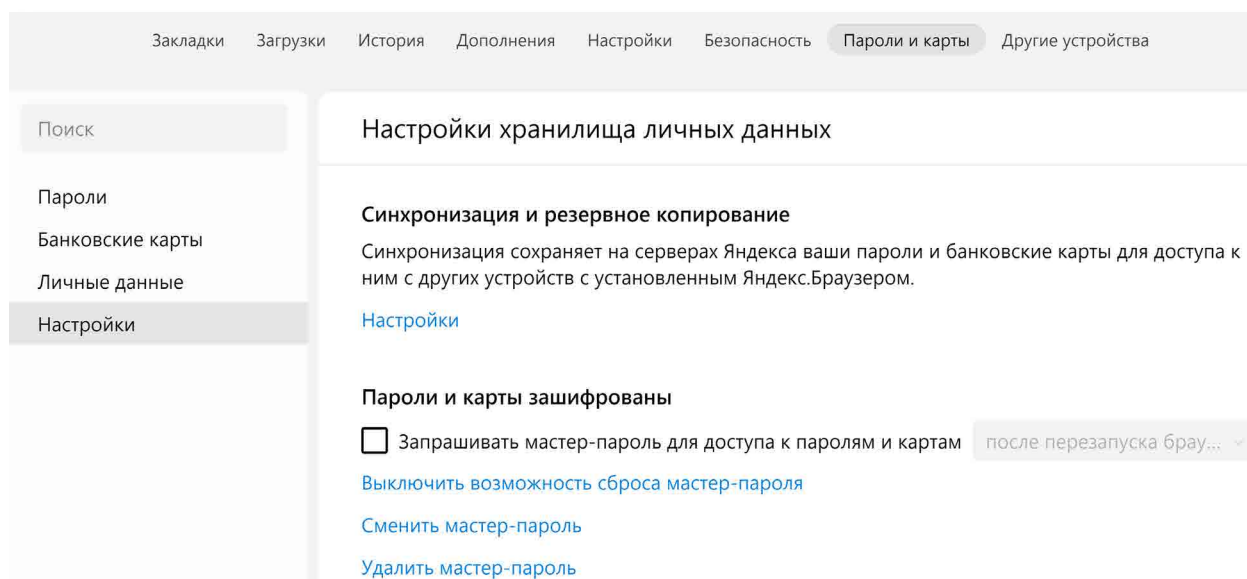 Закладки Загрузки История Дополнения Настройки Безопасность Пароли и карты Другие устройства
Поиск
Пароли
Банковские карты
Личные данные
Настройки
Настройки хранилища личных данных
Синхронизация и резервное копирование
Синхронизация сохраняет на серверах Яндекса ваши пароли и банковские карты для доступа к
ним с других устройств с установленным Яндекс.Браузером.
Настройки
Пароли и карты зашифрованы
Запрашивать мастер-пароль для доступа к паролям и картам после перезапуска брау...
Выключить возможность сброса мастер-пароля
Сменить мастер-пароль
Удалить мастер-пароль